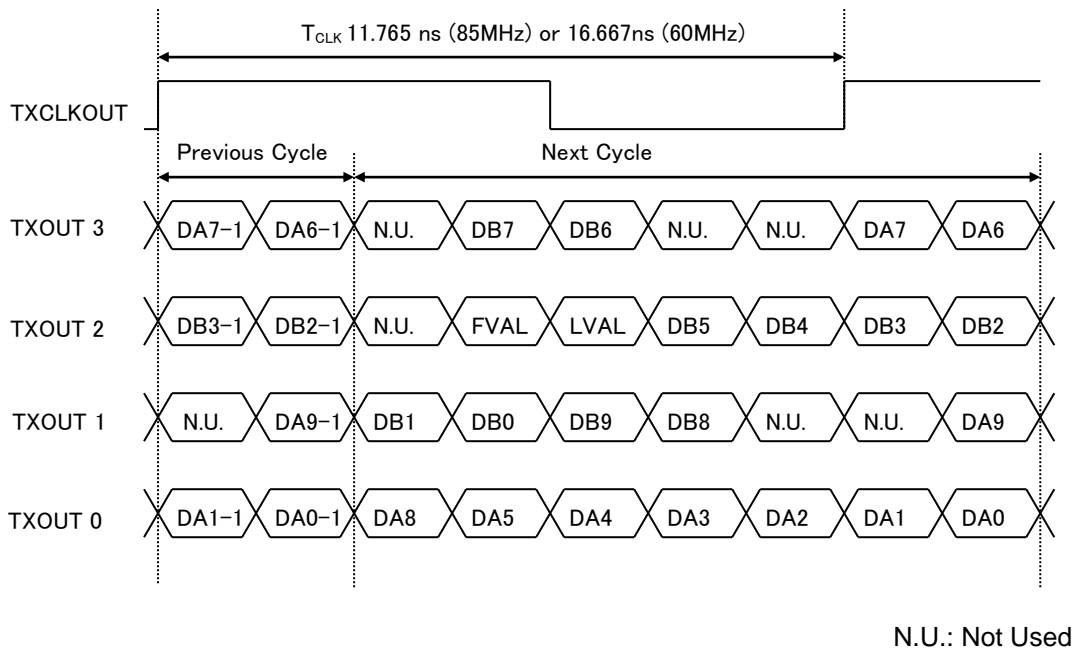 TCLK 11.765 ns (85MHz) or 16.667ns (60MHz)
TXCLKOUT
Previous Cycle Next Cycle
TXOUT 3 DA7-1 DA6-1 N.U. DB7 DB6 N.U. N.U. DA7 DA6
TXOUT 2 DB3-1 DB2-1 N.U. FVAL LVAL DB5 DB4 DB3 DB2
TXOUT 1 N.U. DA9-1 DB1 DB0 DB9 DB8 N.U. N.U. DA9
TXOUT 0 DA1-1 DA0-1 DA8 DA5 DA4 DA3 DA2 DA1 DA0
N.U.: Not Used